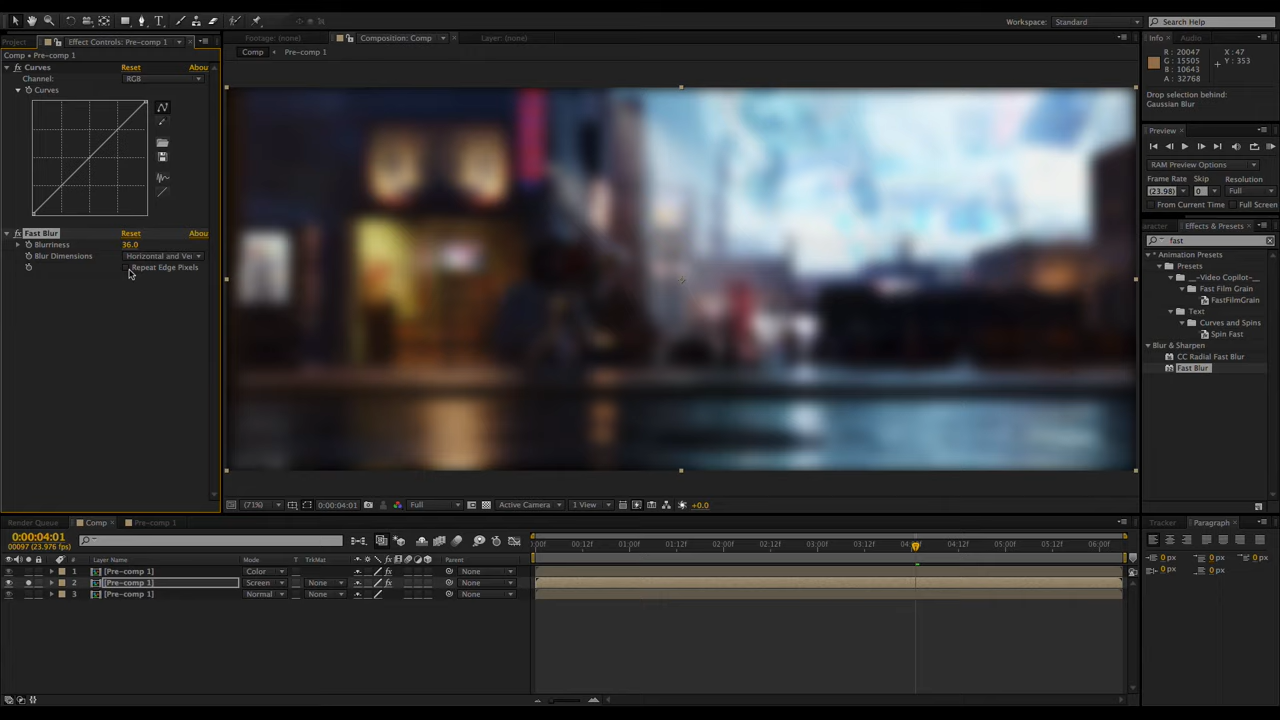 Workspace: Standard Search Help
Project Effect Controls: Pre-comp 1 Footage: (none) Composition: Comp Layer: (none) Info Audio
Comp • Pre-comp 1 Comp Pre-comp 1
Curves Reset Abou
Channel: RGB
Curves
R : 20047 X : 47
G : 15505 Y : 353
B : 10643
A : 32768
Drop selection behind:
Gaussian Blur
Preview
RAM Preview Options
Frame Rate Skip Resolution
(23.98) 0 Full
From Current Time Full Screen
Fast Blur Reset Abou
Blurriness 36.0
Blur Dimensions Horizontal and Ver
Repeat Edge Pixels
aracter Effects & Presets
fast
* Animation Presets
Presets
__-Video Copilot-__
Fast Film Grain
FastFilmGrain
Text
Curves and Spins
Spin Fast
Blur & Sharpen
CC Radial Fast Blur
Fast Blur
(71%) 0:00:04:01 Full Active Camera 1 View +0.0
Render Queue Comp Pre-comp 1 Tracker Paragraph
0:00:04:01
00097 (23.976 fps)
:00f 00:12f 01:00f 01:12f 02:00f 02:12f 03:00f 03:12f 04:12f 05:00f 05:12f 06:00f
# Layer Name Mode T TrkMat Parent
1 [Pre-comp 1] Color None
2 [Pre-comp 1] Screen None None
3 [Pre-comp 1] Normal None None
0 px 0 px 0 px
0 px 0 px